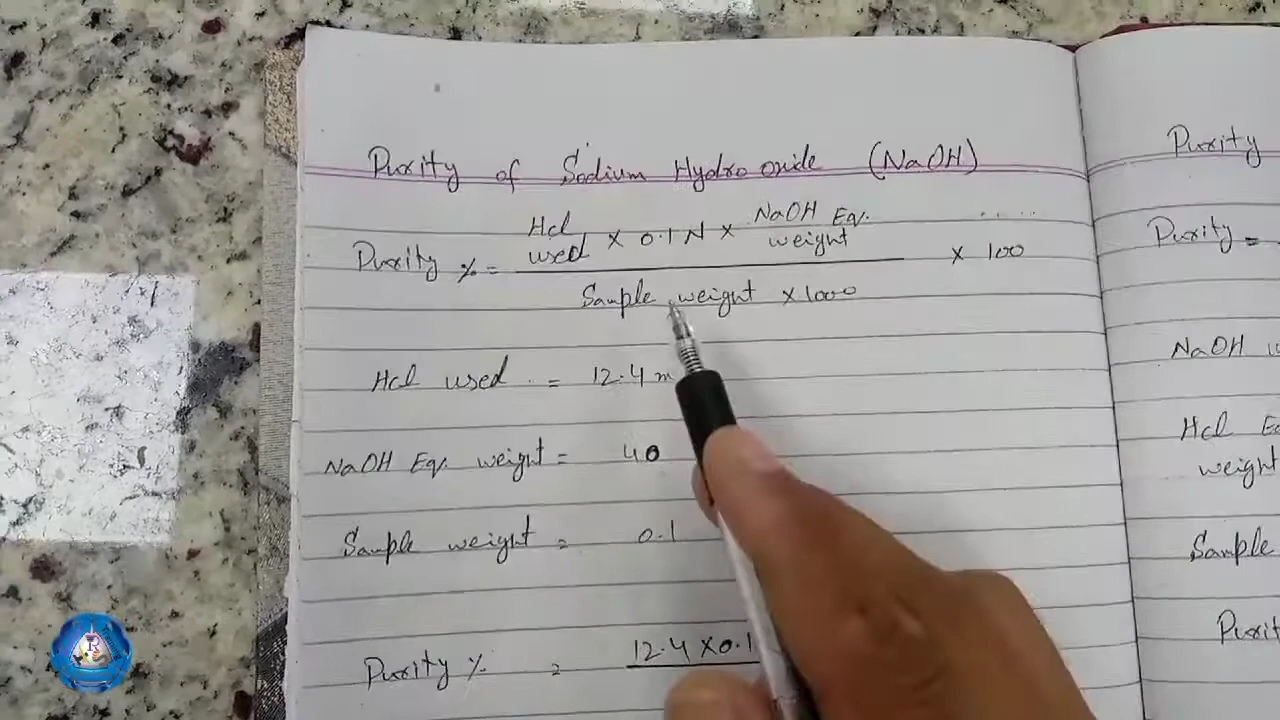 Purity of Sodium Hydrooxide (NaOH)
Purity % = Hcl used × 0.1 N × NaOH Eq. weight × 100
Sample weight × 1000
Hcl used = 12.4 m
NaOH Eq. weight = 40
Sample weight = 0.1
Purity % = 12.4 × 0.1
Purity
Purity =
NaOH
Hcl
weight
Sample
R